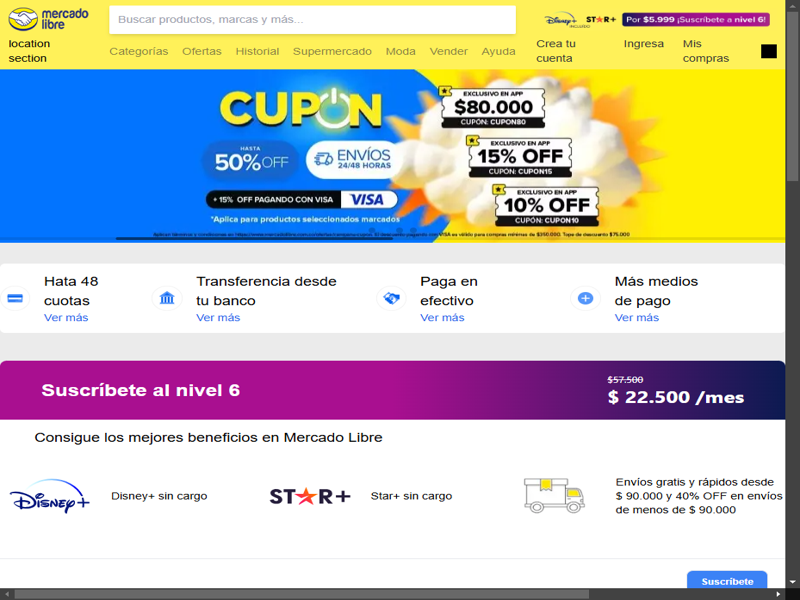 mercado
libre
Buscar productos, marcas y más...
Disney+ STAR+ Por $5.999 ¡Suscríbete a nivel 6!
location
section
Categorías Ofertas Historial Supermercado Moda Vender Ayuda
Crea tu
cuenta
Ingresa
Mis
compras
CUPÓN
HASTA
50%OFF
ENVÍOS
24/48 HORAS
+ 15% OFF PAGANDO CON VISA VISA
*Aplica para productos seleccionados marcados
EXCLUSIVO EN APP
$80.000
CUPÓN: CUPON80
EXCLUSIVO EN APP
15% OFF
CUPÓN: CUPON15
EXCLUSIVO EN APP
10% OFF
CUPÓN: CUPON10
Hata 48
cuotas
Ver más
Transferencia desde
tu banco
Ver más
Paga en
efectivo
Ver más
Más medios
de pago
Ver más
Suscríbete al nivel 6
$57.500
$ 22.500 /mes
Consigue los mejores beneficios en Mercado Libre
Disney+
Disney+ sin cargo
STAR+
Star+ sin cargo
Envíos gratis y rápidos desde
$ 90.000 y 40% OFF en envíos
de menos de $ 90.000
Suscríbete